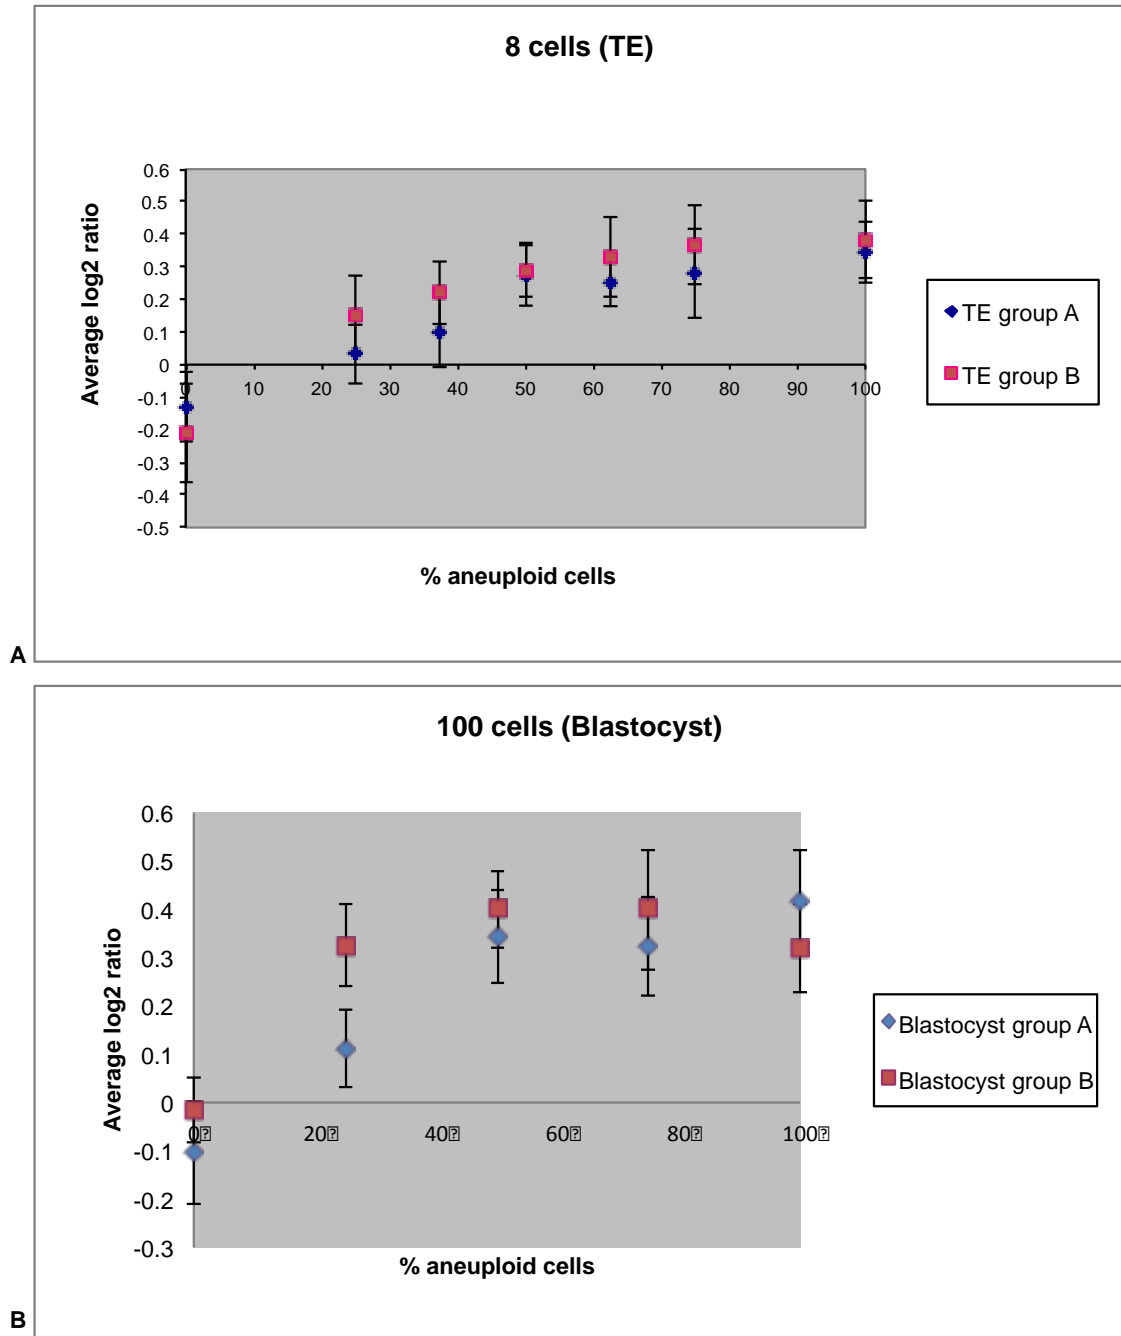 8 cells (TE)
0.6
0.5
0.4
0.3
0.2
0.1
0
-0.1
-0.2
-0.3
-0.4
-0.5
Average log2 ratio
0 10 20 30 40 50 60 70 80 90 100
% aneuploid cells
TE group A
TE group B
A
100 cells (Blastocyst)
0.6
0.5
0.4
0.3
0.2
0.1
0
-0.1
-0.2
-0.3
Average log2 ratio
0 20 40 60 80 100
% aneuploid cells
Blastocyst group A
Blastocyst group B
B